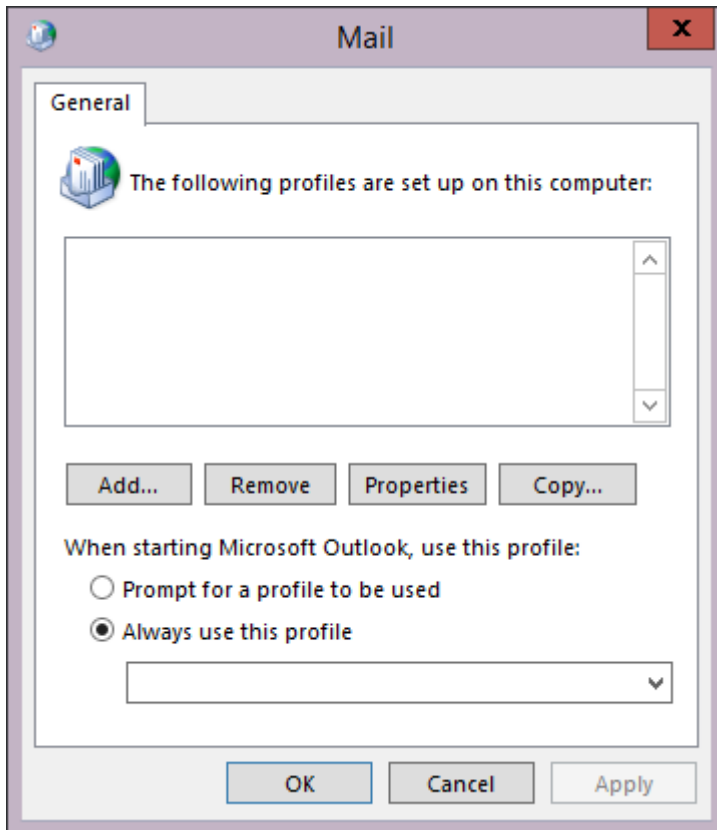 Mail
x
General
The following profiles are set up on this computer:
Add... Remove Properties Copy...
When starting Microsoft Outlook, use this profile:
Prompt for a profile to be used
Always use this profile
OK Cancel Apply